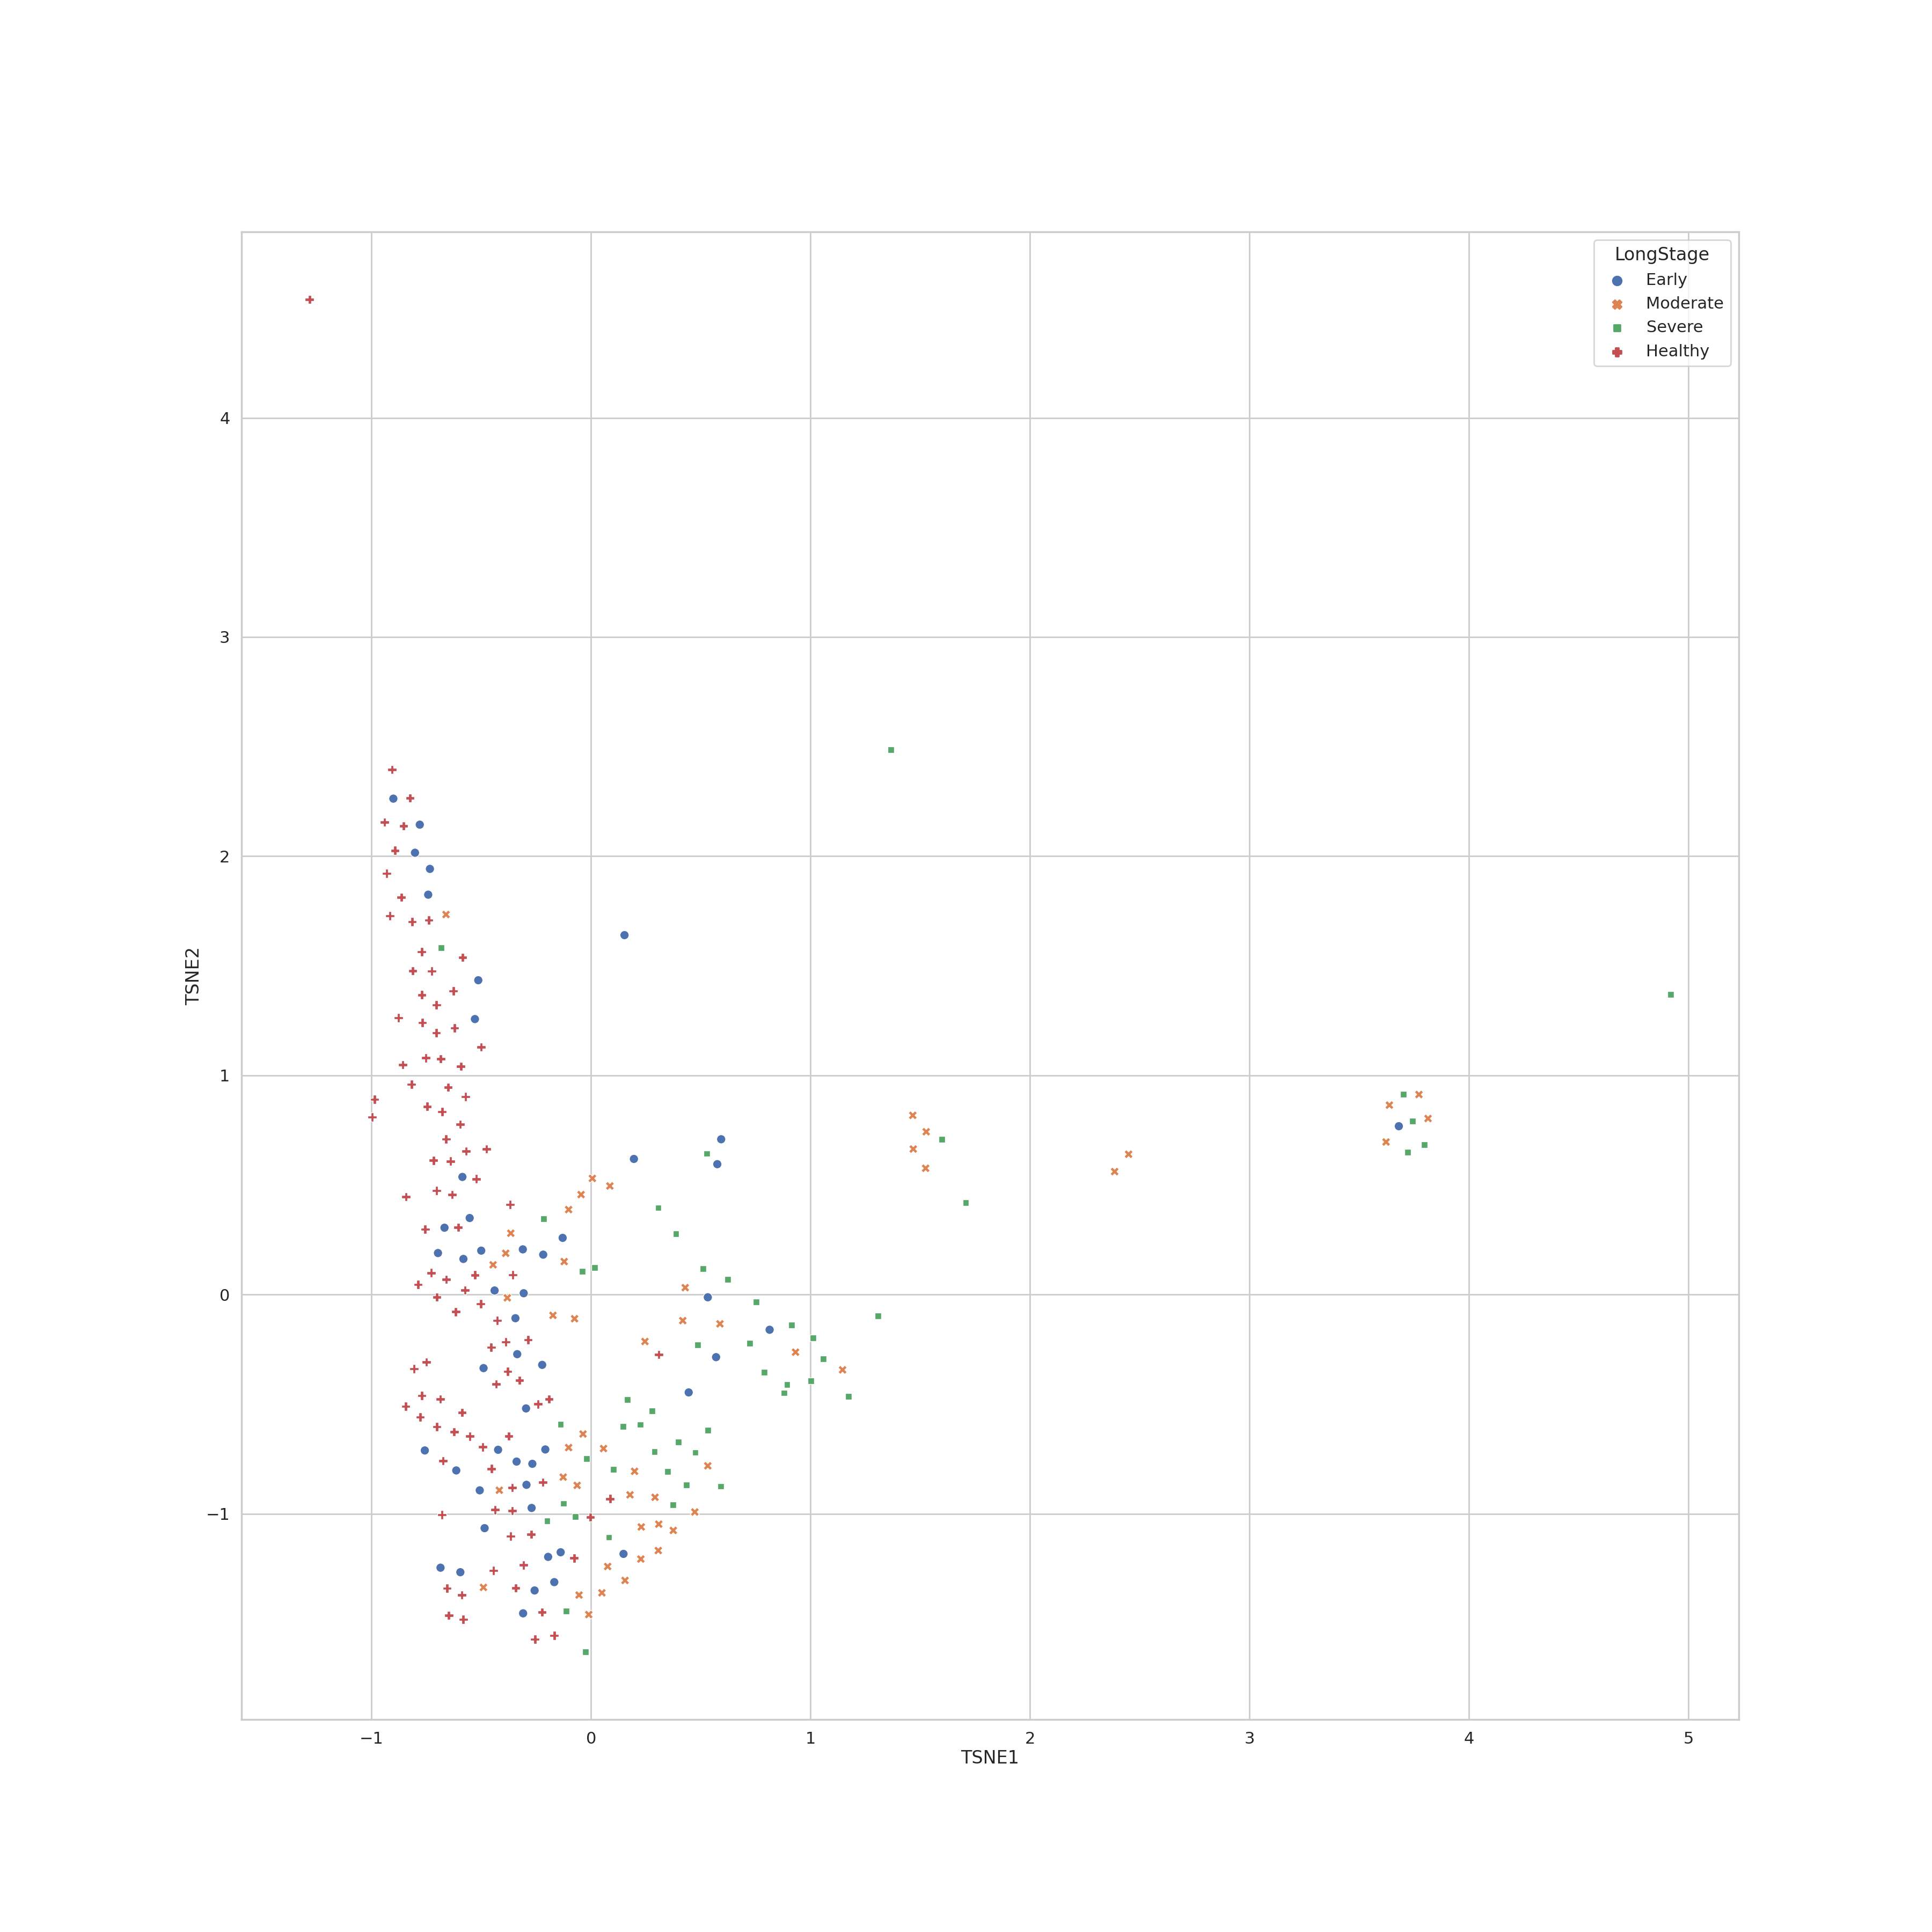 LongStage
Early
Moderate
Severe
Healthy
4
3
2
1
0
−1
TSNE2
−1 0 1 2 3 4 5
TSNE1